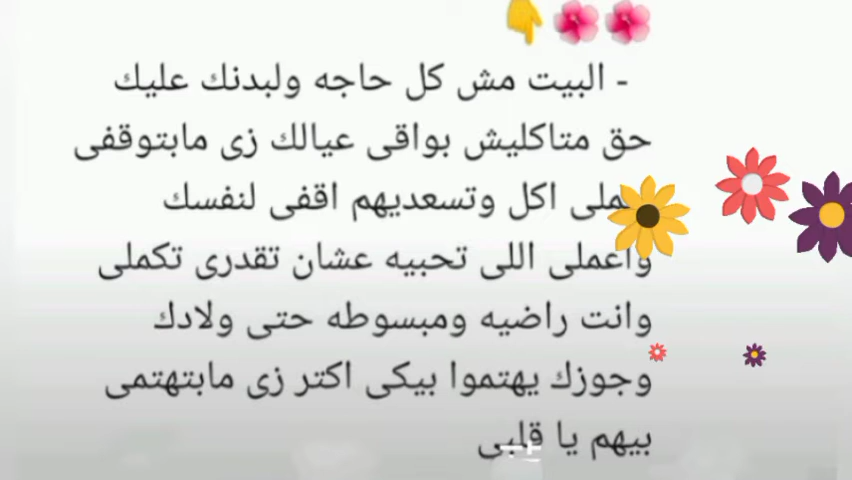 - البيت مش كل حاجه ولبدنك عليك
حق متاكليش بواقى عيالك زى مابتوقفى
اكل وتسعديهم اقفى لنفسك
واعملى اللى تحبيه عشان تقدرى تكملى
وانت راضيه ومبسوطه حتى ولادك
وجوزك يهتموا بيكى اكتر زى مابتهتمى
بيهم يا قلبى